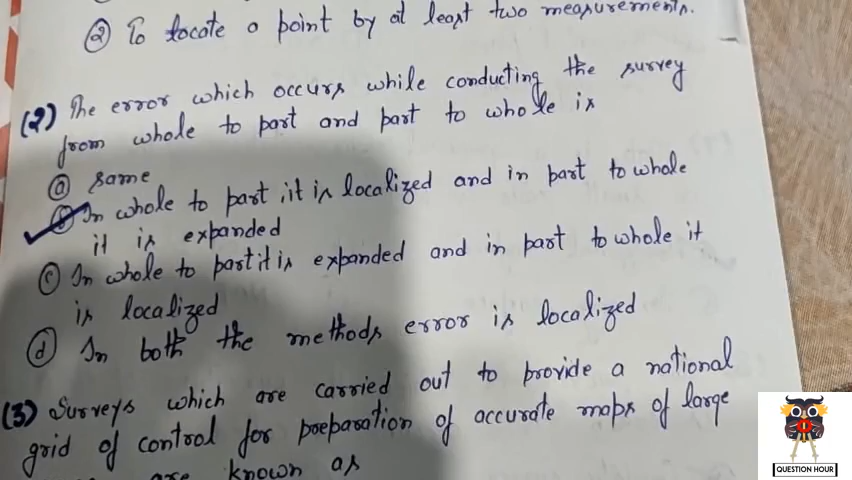 ② To locate a point by at least two measurements.
(2) The error which occurs while conducting the survey
from whole to part and part to whole is
ⓐ same
ⓑ In whole to part, it is localized and in part to whole
it is expanded
ⓒ In whole to part it is expanded and in part to whole it
is localized
ⓓ In both the methods error is localized
(3) Surveys which are carried out to provide a national
grid of control for preparation of accurate maps of large
are known as
QUESTION HOUR